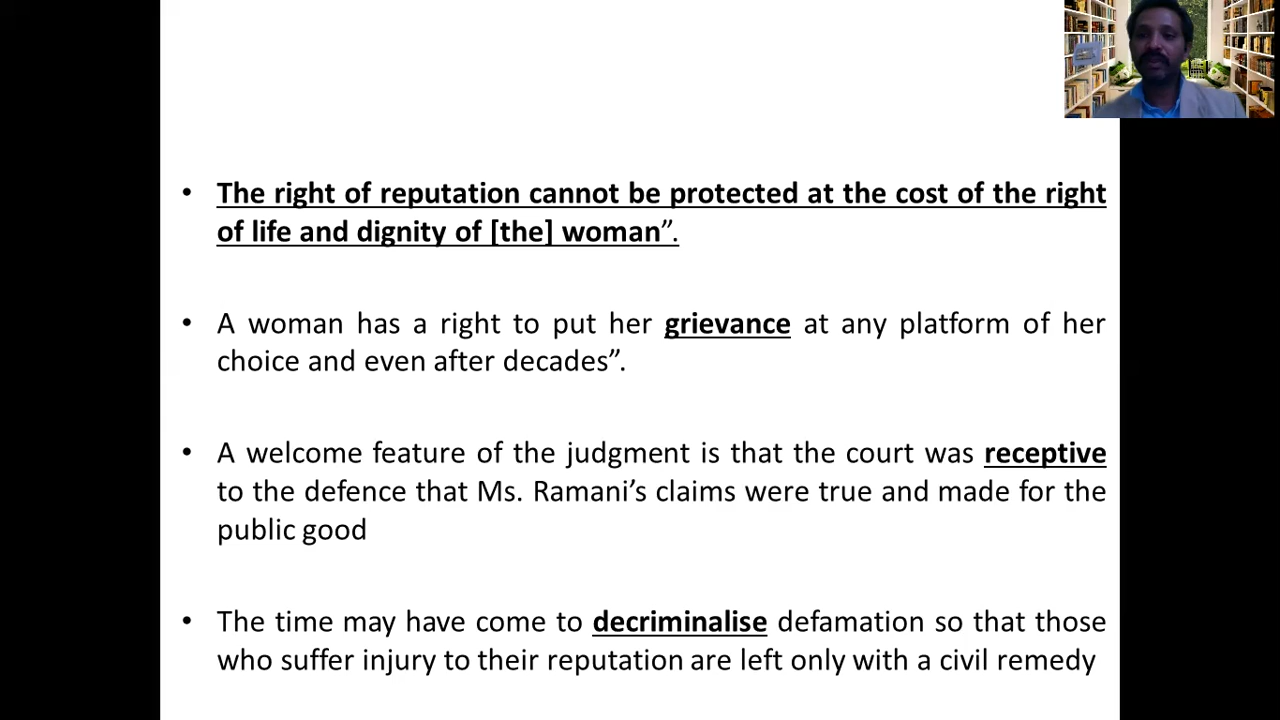 • The right of reputation cannot be protected at the cost of the right
of life and dignity of [the] woman”.
• A woman has a right to put her grievance at any platform of her
choice and even after decades”.
• A welcome feature of the judgment is that the court was receptive
to the defence that Ms. Ramani’s claims were true and made for the
public good
• The time may have come to decriminalise defamation so that those
who suffer injury to their reputation are left only with a civil remedy